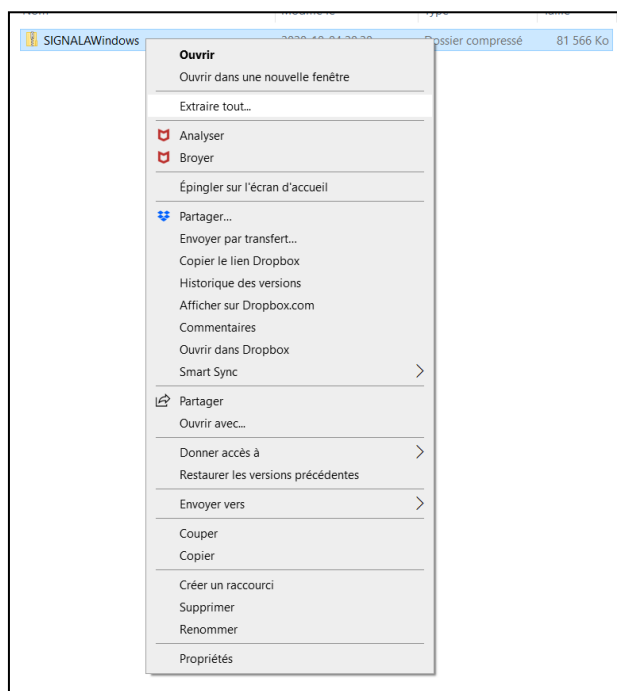 SIGNALAWindows Dossier compressé 81 566 Ko
Ouvrir
Ouvrir dans une nouvelle fenêtre
Extraire tout...
Analyser
Broyer
Épingler sur l'écran d'accueil
Partager...
Envoyer par transfert...
Copier le lien Dropbox
Historique des versions
Afficher sur Dropbox.com
Commentaires
Ouvrir dans Dropbox
Smart Sync
Partager
Ouvrir avec...
Donner accès à
Restaurer les versions précédentes
Envoyer vers
Couper
Copier
Créer un raccourci
Supprimer
Renommer
Propriétés